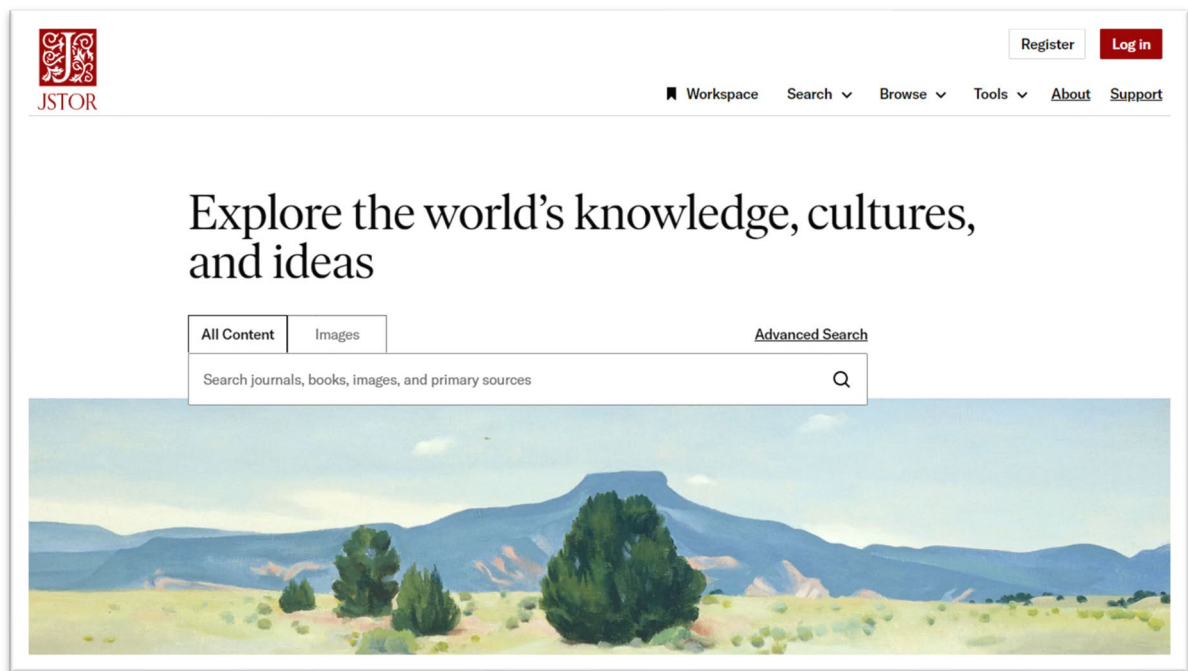 JSTOR
Register
Log in
Workspace
Search
Browse
Tools
About
Support
Explore the world's knowledge, cultures,
and ideas
All Content
Images
Advanced Search
Search journals, books, images, and primary sources